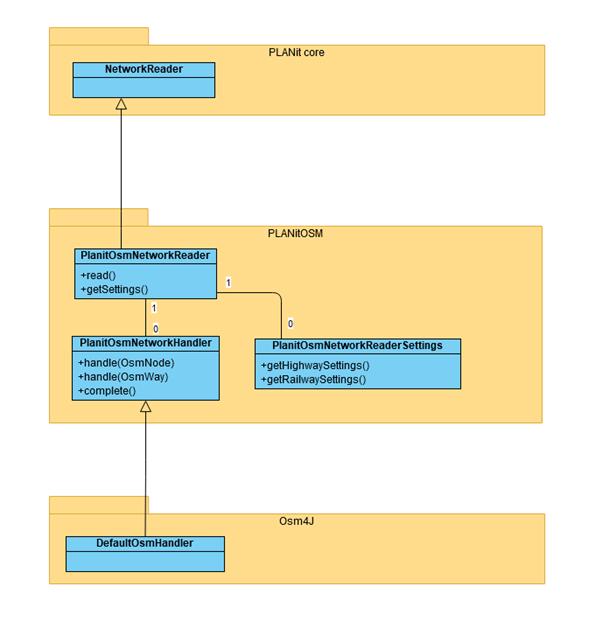 PLANit core
NetworkReader
PLANitOSM
PlanitOsmNetworkReader
+read()
+getSettings()
1
1
0
0
PlanitOsmNetworkHandler
+handle(OsmNode)
+handle(OsmWay)
+complete()
PlanitOsmNetworkReaderSettings
+getHighwaySettings()
+getRailwaySettings()
Osm4J
DefaultOsmHandler